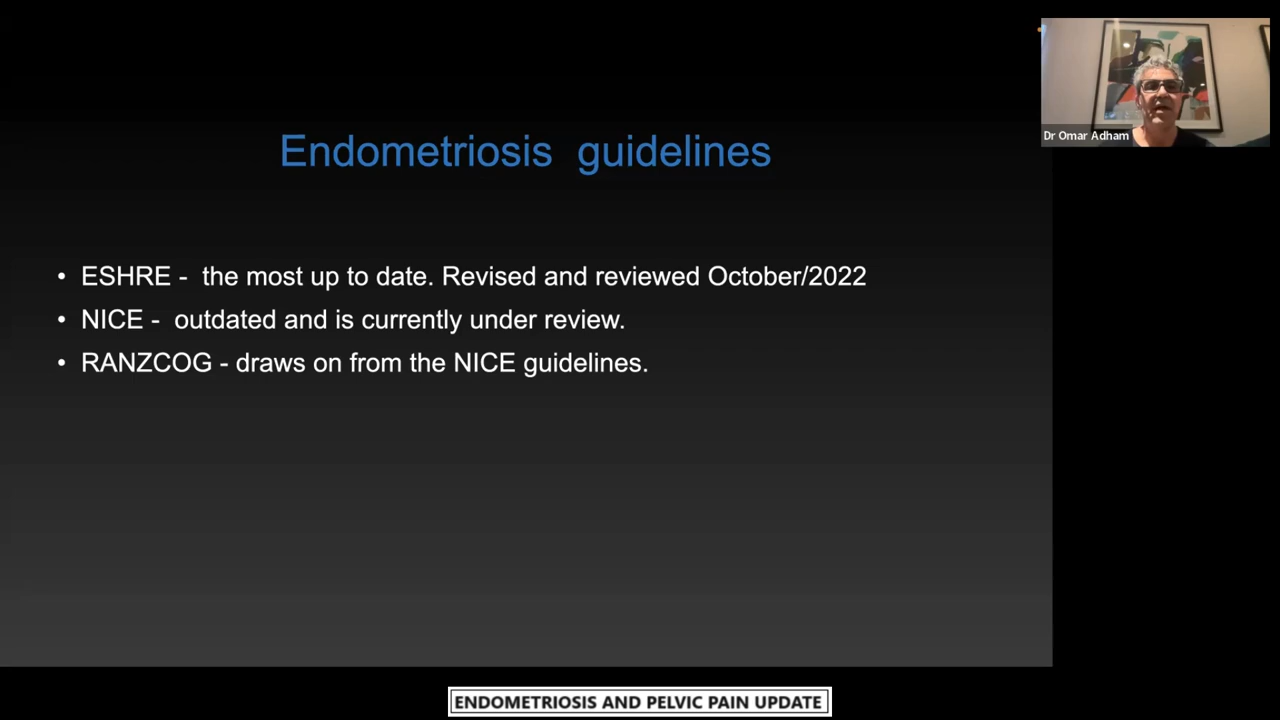 Dr Omar Adham
Endometriosis guidelines
• ESHRE - the most up to date. Revised and reviewed October/2022
• NICE - outdated and is currently under review.
• RANZCOG - draws on from the NICE guidelines.
ENDOMETRIOSIS AND PELVIC PAIN UPDATE